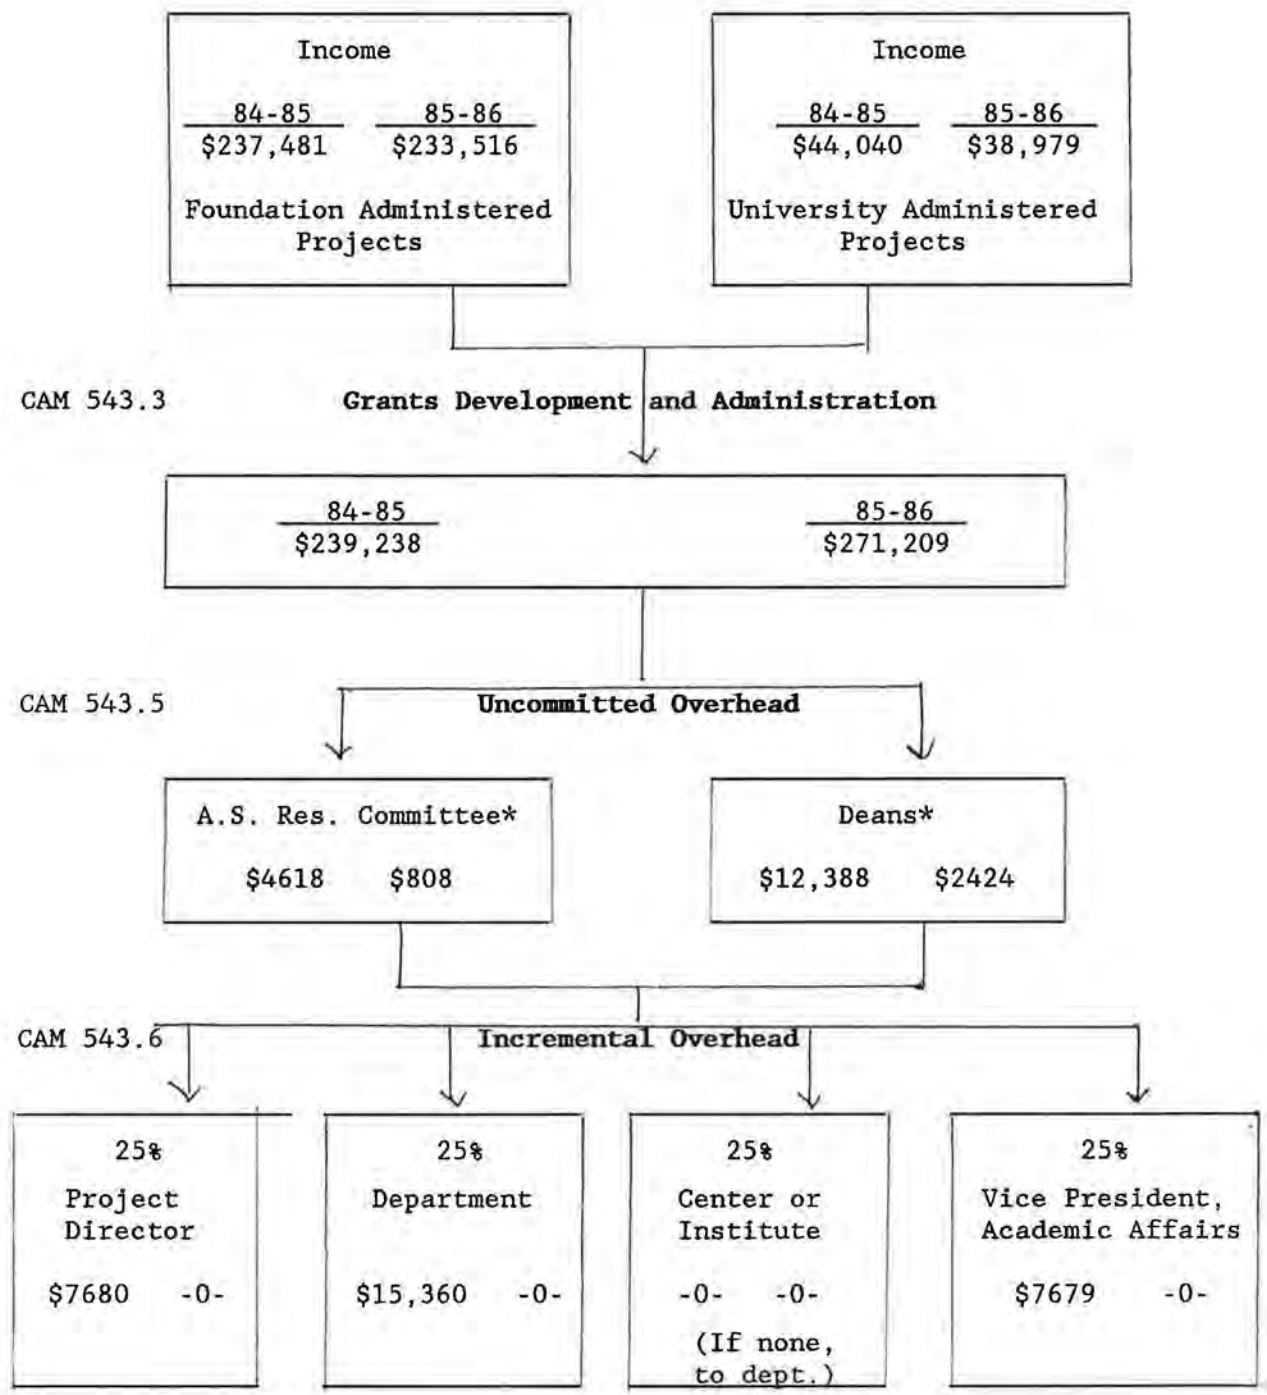 Income Income
84-85 85-86 84-85 85-86
$237,481 $233,516 $44,040 $38,979
Foundation Administered University Administered
Projects Projects
CAM 543.3 Grants Development and Administration
84-85 85-86
$239,238 $271,209
CAM 543.5 Uncommitted Overhead
A.S. Res. Committee* Deans*
$4618 $808 $12,388 $2424
CAM 543.6 Incremental Overhead
25% 25% 25% 25%
Project Department Center or Vice President,
Director Institute Academic Affairs
$7680 -0- $15,360 -0- -0- -0- $7679 -0-
(If none,
to dept.)